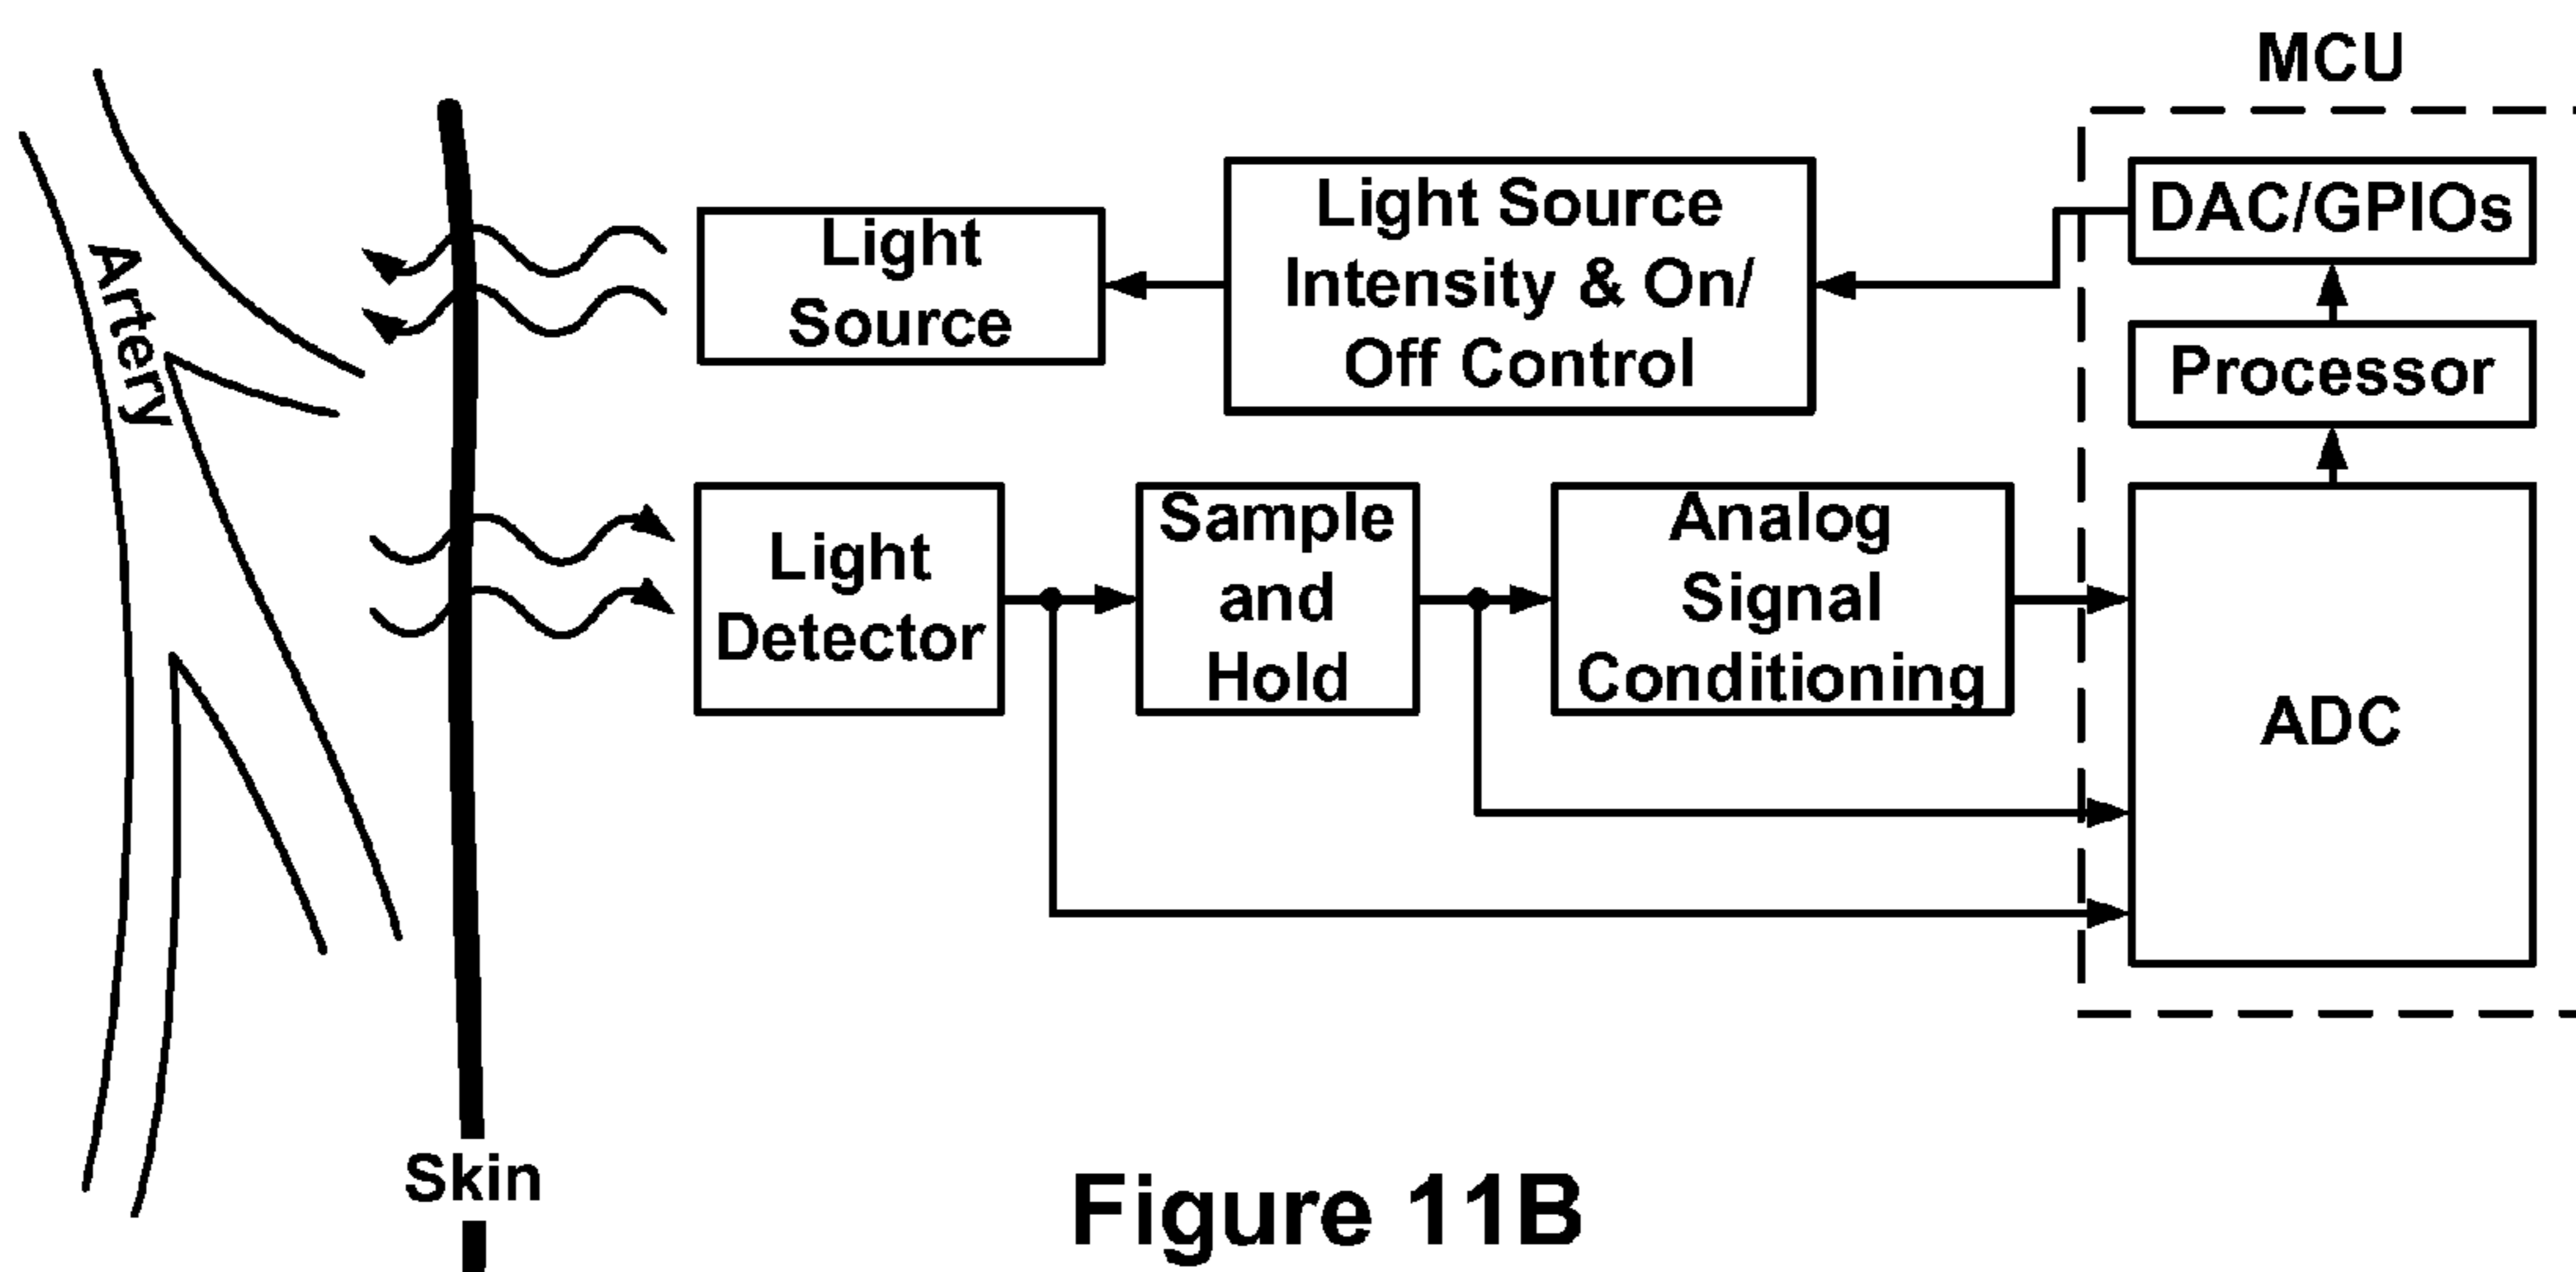 MCU
Light Source
Intensity & On/
Off Control
DAC/GPIOs
Light
Source
Artery
Processor
Sample
and
Hold
Analog
Signal
Conditioning
Light
Detector
ADC
Skin
Figure 11B